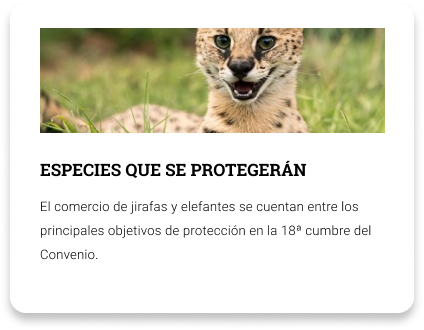 ESPECIES QUE SE PROTEGERÁN
El comercio de jirafas y elefantes se cuentan entre los
principales objetivos de protección en la 18ª cumbre del
Convenio.